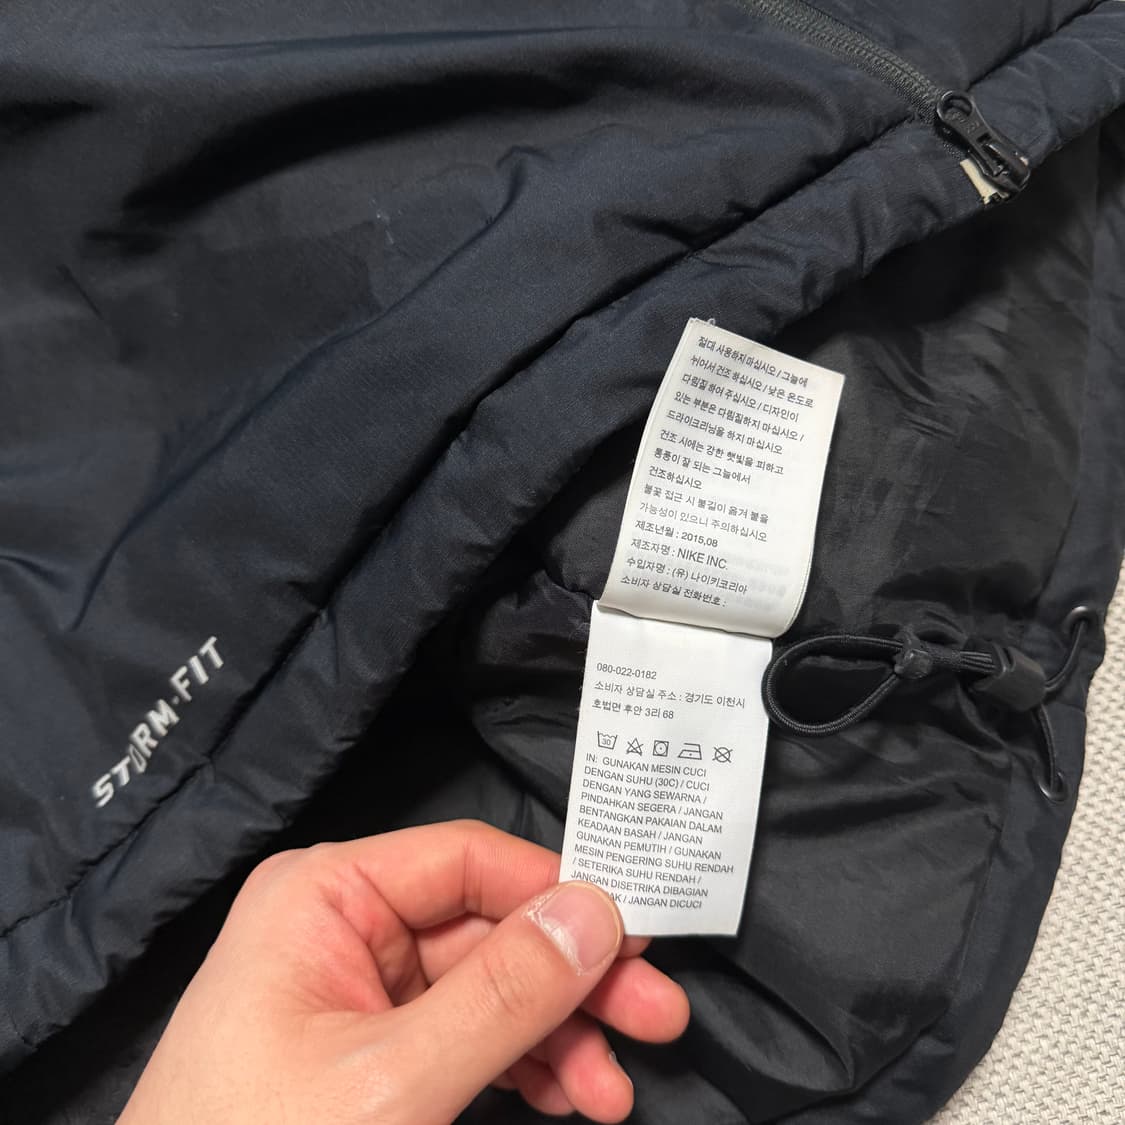 절대 사용하지 마십시오 / 그늘에
뉘어서 건조 하십시오 / 낮은 온도로
다림질 하여 주십시오 / 디자인이
있는 부분은 다림질하지 마십시오 /
드라이크리닝을 하지 마십시오
건조 시에는 강한 햇빛을 피하고
통풍이 잘 되는 그늘에서
건조하십시오
불꽃 접근 시 불길이 옮겨 붙을
가능성이 있으니 주의하십시오
제조년월 : 2015,08
제조자명 : NIKE INC.
수입자명 : (유) 나이키코리아
소비자 상담실 전화번호 :
080-022-0182
소비자 상담실 주소 : 경기도 이천시
호법면 후안 3리 68
30
IN: GUNAKAN MESIN CUCI
DENGAN SUHU (30C) / CUCI
DENGAN YANG SEWARNA /
PINDAHKAN SEGERA / JANGAN
BENTANGKAN PAKAIAN DALAM
KEADAAN BASAH / JANGAN
GUNAKAN PEMUTIH / GUNAKAN
MESIN PENGERING SUHU RENDAH
/ SETERIKA SUHU RENDAH /
JANGAN DISETRIKA DIBAGIAN
AK / JANGAN DICUCI
STORM-FIT